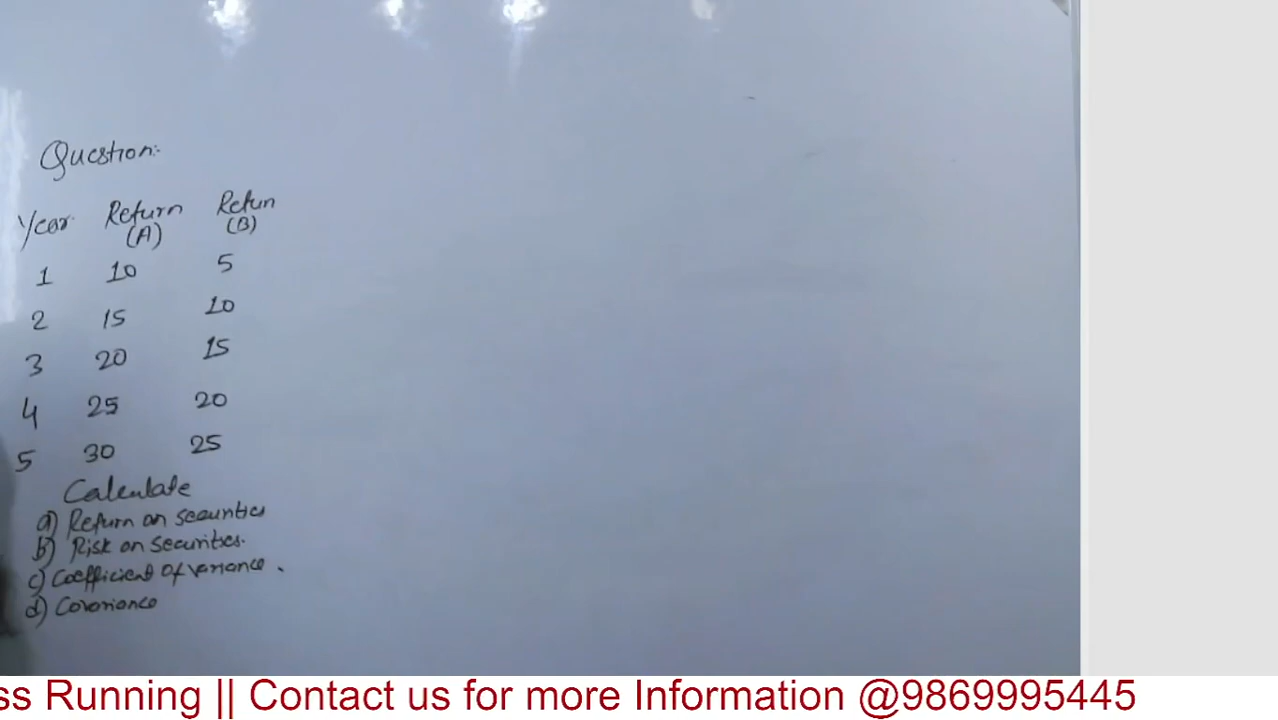 Question:-
Year Return Retun
(A) (B)
1 10 5
2 15 10
3 20 15
4 25 20
5 30 25
Calculate
a) Return on securities
b) Risk on securities.
c) Coefficient of variance.
d) Covariance
ss Running || Contact us for more Information @9869995445